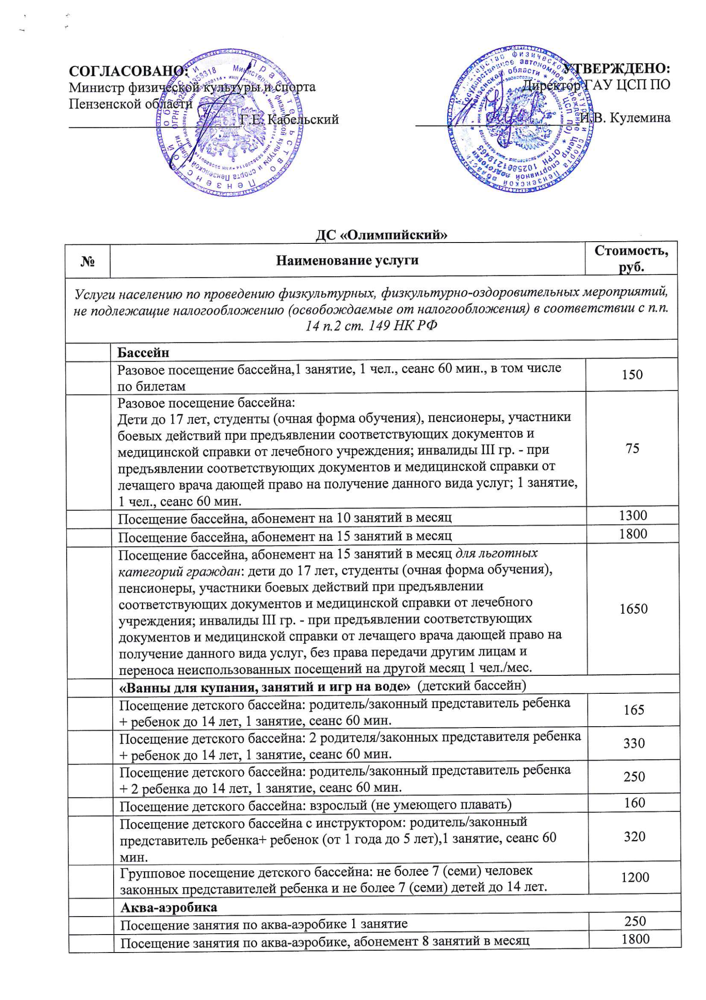 СОГЛАСОВАНО:
Министр физической культуры и спорта
Пензенской области
Г.Е. Кабельский
УТВЕРЖДЕНО:
Директор ГАУ ЦСП ПО
Н.В. Кулемина
ДС «Олимпийский»
№
Наименование услуги
Стоимость,
руб.
Услуги населению по проведению физкультурных, физкультурно-оздоровительных мероприятий,
не подлежащие налогообложению (освобождаемые от налогообложения) в соответствии с п.п.
14 п.2 ст. 149 НК РФ
Бассейн
Разовое посещение бассейна,1 занятие, 1 чел., сеанс 60 мин., в том числе
по билетам
150
Разовое посещение бассейна:
Дети до 17 лет, студенты (очная форма обучения), пенсионеры, участники
боевых действий при предъявлении соответствующих документов и
медицинской справки от лечебного учреждения; инвалиды III гр. - при
предъявлении соответствующих документов и медицинской справки от
лечащего врача дающей право на получение данного вида услуг; 1 занятие,
1 чел., сеанс 60 мин.
75
Посещение бассейна, абонемент на 10 занятий в месяц
1300
Посещение бассейна, абонемент на 15 занятий в месяц
1800
Посещение бассейна, абонемент на 15 занятий в месяц для льготных
категорий граждан: дети до 17 лет, студенты (очная форма обучения),
пенсионеры, участники боевых действий при предъявлении
соответствующих документов и медицинской справки от лечебного
учреждения; инвалиды III гр. - при предъявлении соответствующих
документов и медицинской справки от лечащего врача дающей право на
получение данного вида услуг, без права передачи другим лицам и
переноса неиспользованных посещений на другой месяц 1 чел./мес.
1650
«Ванны для купания, занятий и игр на воде» (детский бассейн)
Посещение детского бассейна: родитель/законный представитель ребенка
+ ребенок до 14 лет, 1 занятие, сеанс 60 мин.
165
Посещение детского бассейна: 2 родителя/законных представителя ребенка
+ ребенок до 14 лет, 1 занятие, сеанс 60 мин.
330
Посещение детского бассейна: родитель/законный представитель ребенка
+ 2 ребенка до 14 лет, 1 занятие, сеанс 60 мин.
250
Посещение детского бассейна: взрослый (не умеющего плавать)
160
Посещение детского бассейна с инструктором: родитель/законный
представитель ребенка+ ребенок (от 1 года до 5 лет),1 занятие, сеанс 60
мин.
320
Групповое посещение детского бассейна: не более 7 (семи) человек
законных представителей ребенка и не более 7 (семи) детей до 14 лет.
1200
Аква-аэробика
Посещение занятия по аква-аэробике 1 занятие
250
Посещение занятия по аква-аэробике, абонемент 8 занятий в месяц
1800